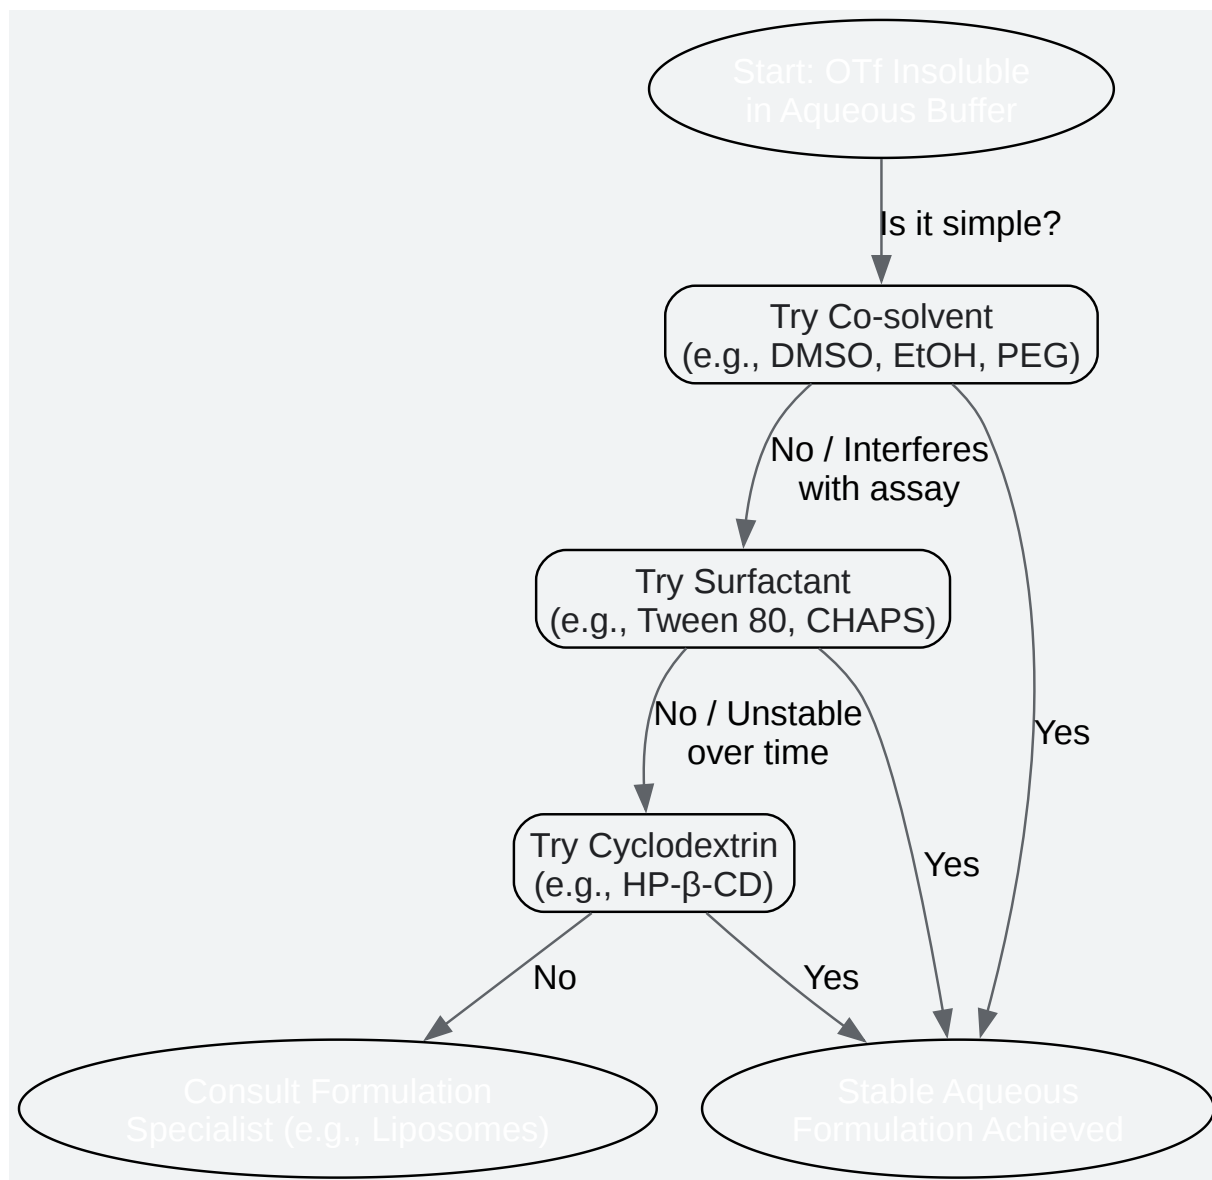 Start: OTf Insoluble
in Aqueous Buffer
Is it simple?
Try Co-solvent
(e.g., DMSO, EtOH, PEG)
No / Interferes
with assay
Try Surfactant
(e.g., Tween 80, CHAPS)
No / Unstable
over time
Yes
Try Cyclodextrin
(e.g., HP-β-CD)
Yes
No
Yes
Consult Formulation
Specialist (e.g., Liposomes)
Stable Aqueous
Formulation Achieved